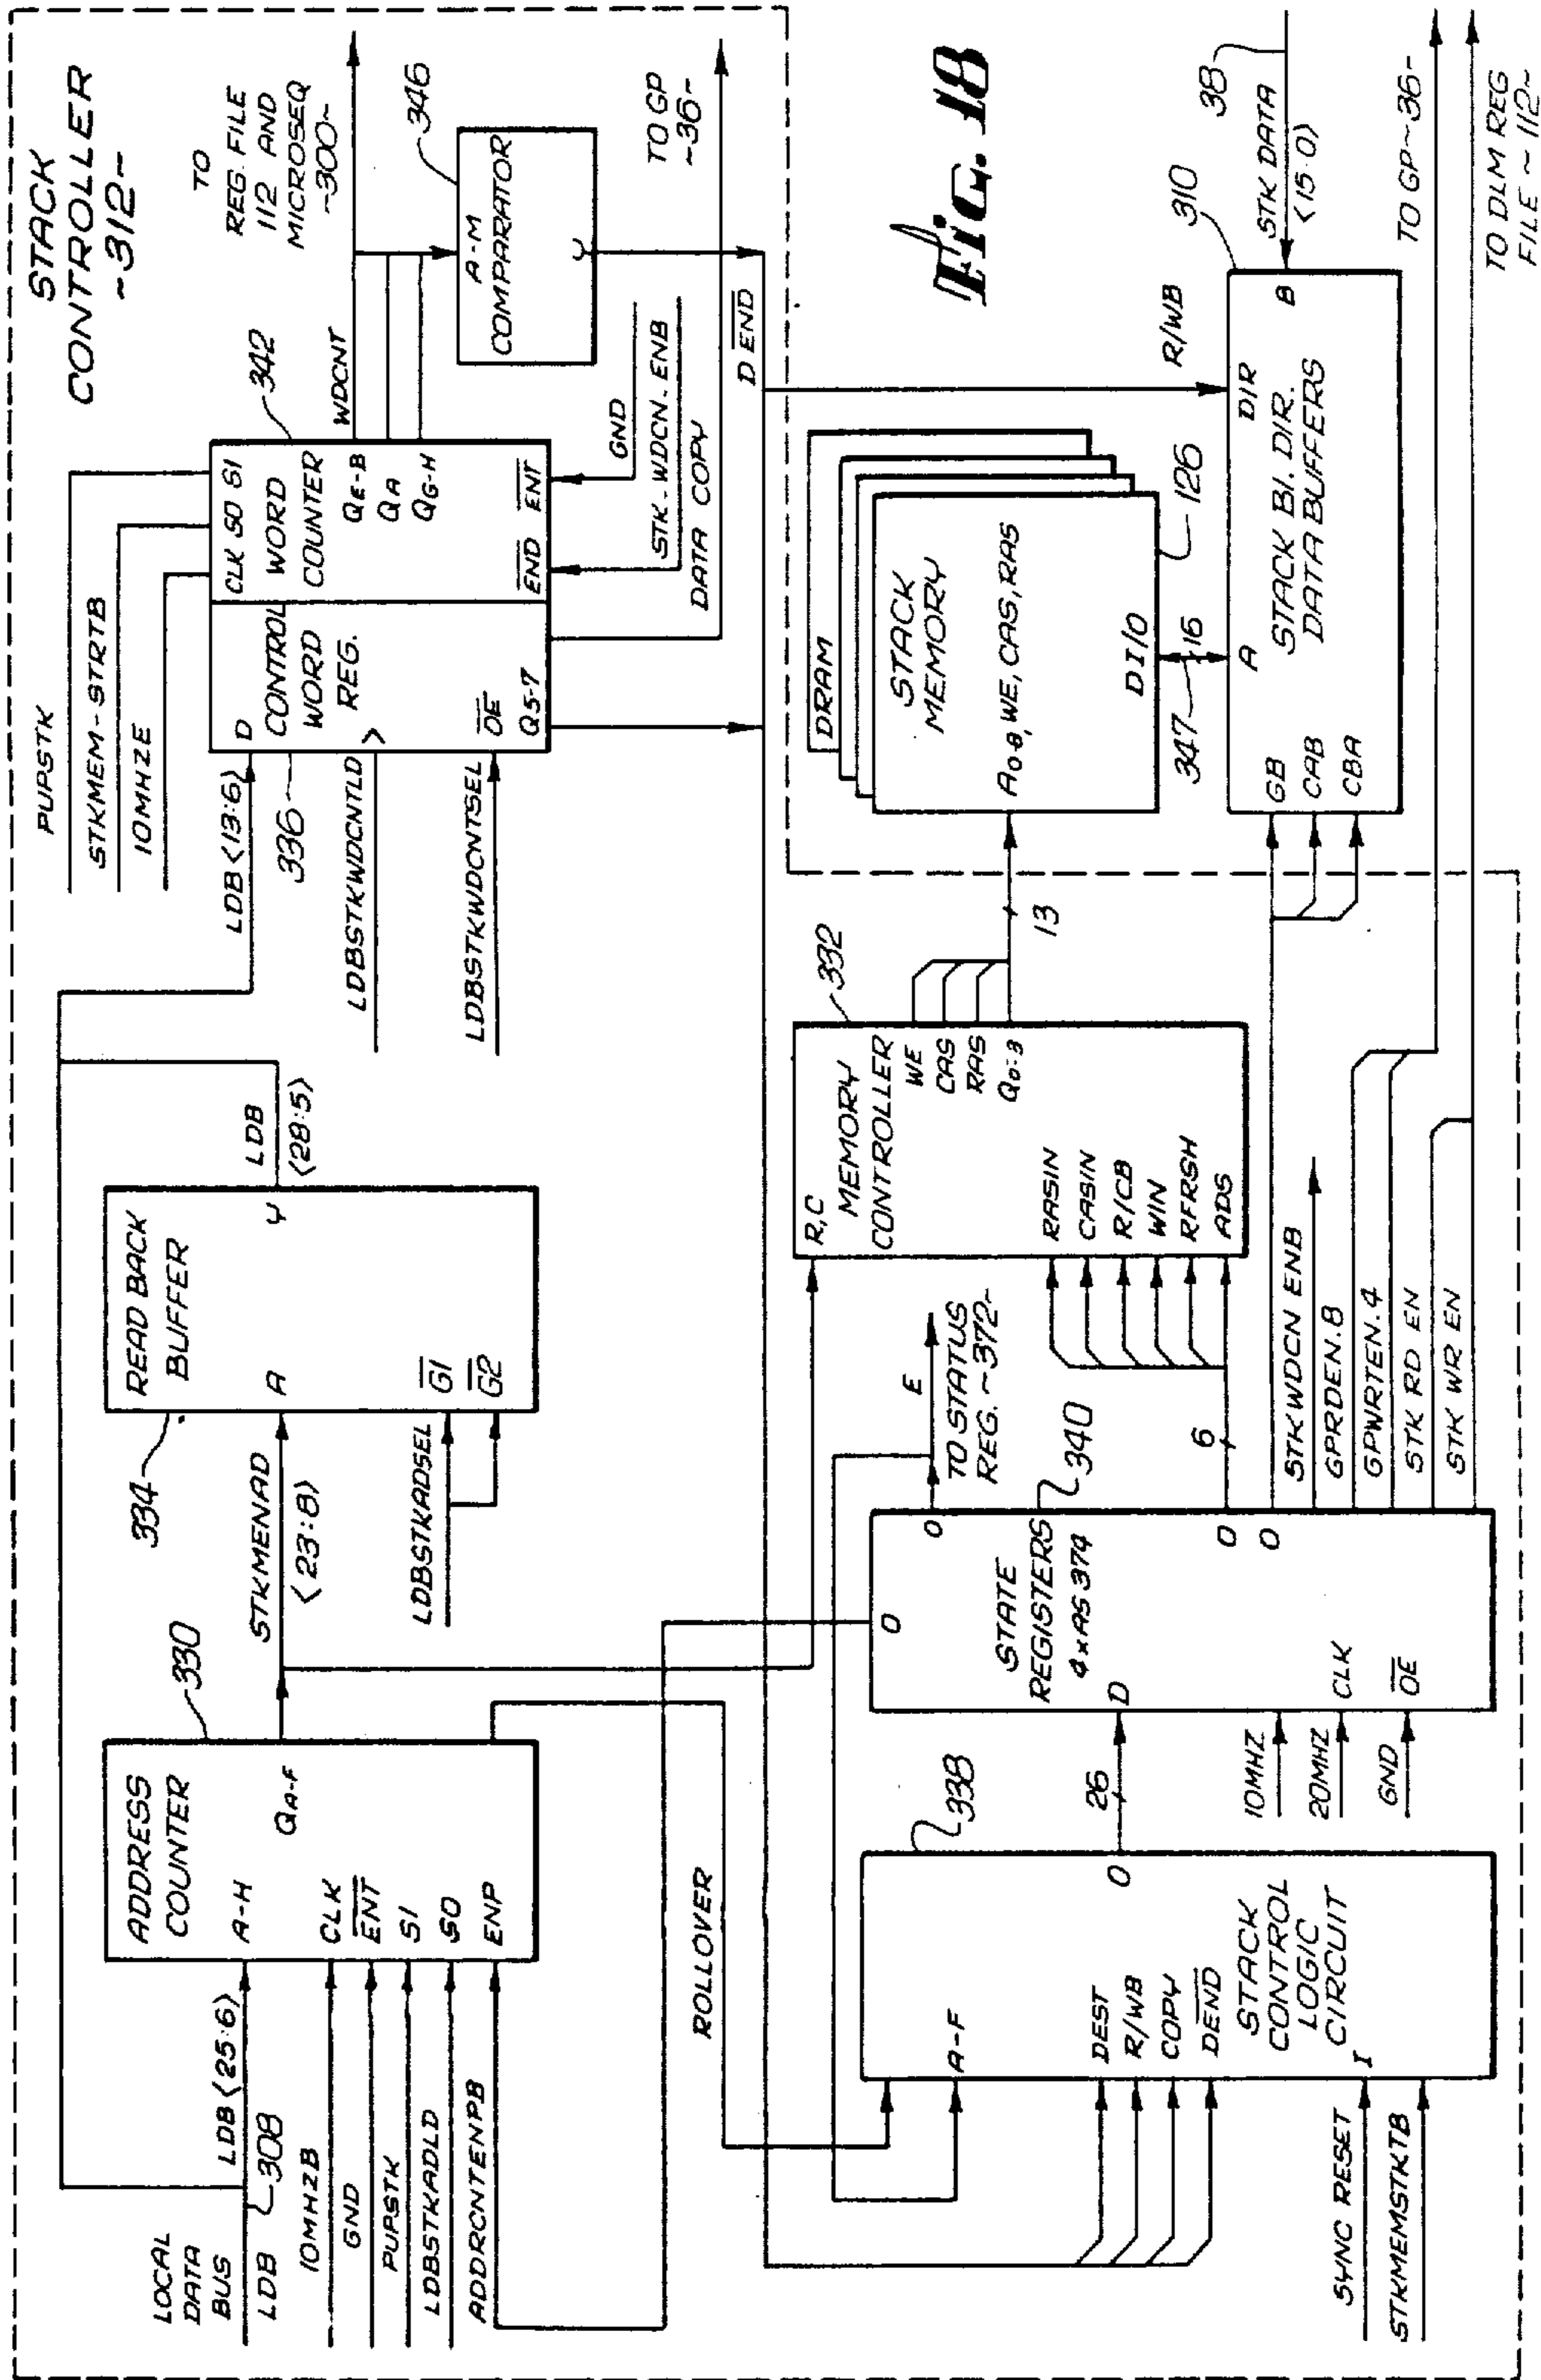 STACK
CONTROLLER
~312~
LOCAL
DATA
BUS
LDB
308
LDB <25:6>
10MHZB
GND
PUPSTK
LDBSTKADLD
ADDRCNTENPB
ADDRESS
COUNTER
330
A-H
QA-F
CLK
ENT
S1
S0
ENP
STKMENAD
<23:8>
LDBSTKADSEL
334
READ BACK
BUFFER
A
Y
G1
G2
LDB
<28:5>
PUPSTK
STKMEM-STRTB
10MHZE
LDB <13:6>
336
LDBSTKWDCNTLD
LDBSTKWDCNTSEL
D
CONTROL
WORD
REG.
OE
Q5-7
CLK S0 S1
WORD
COUNTER
QE-B
QA
QG-H
END
ENT
342
WDCNT
TO
REG. FILE
112 AND
MICROSEQ
~300~
346
A-M
COMPARATOR
Y
GND
STK-WDCN-ENB
DATA COPY
TO GP
~36~
D END
ROLLOVER
338
A-F
DEST
R/WB
COPY
DEND
STACK
CONTROL
LOGIC
CIRCUIT
I
O
SYNC RESET
STKMEMSTKTB
26
10MHZ
20MHZ
GND
O
STATE
REGISTERS
4xAS374
D
CLK
OE
O
O
O
340
E
TO STATUS
REG. ~372~
6
332
R,C
MEMORY
CONTROLLER
WE
CAS
RAS
Q0=3
RASIN
CASIN
R/CB
WIN
RFRSH
ADS
13
STKWDCN ENB
GPRDEN.8
GPWRTEN.4
STK RD EN
STK WR EN
DRAM
STACK
MEMORY
A0-8, WE, CAS, RAS
DI/O
126
347
16
R/WB
GB
CAB
CBA
A
DIR
B
STACK BI. DIR.
DATA BUFFERS
310
STK DATA
<15:0>
38
TO GP~36~
TO DLM REG
FILE ~112~
Fig. 18